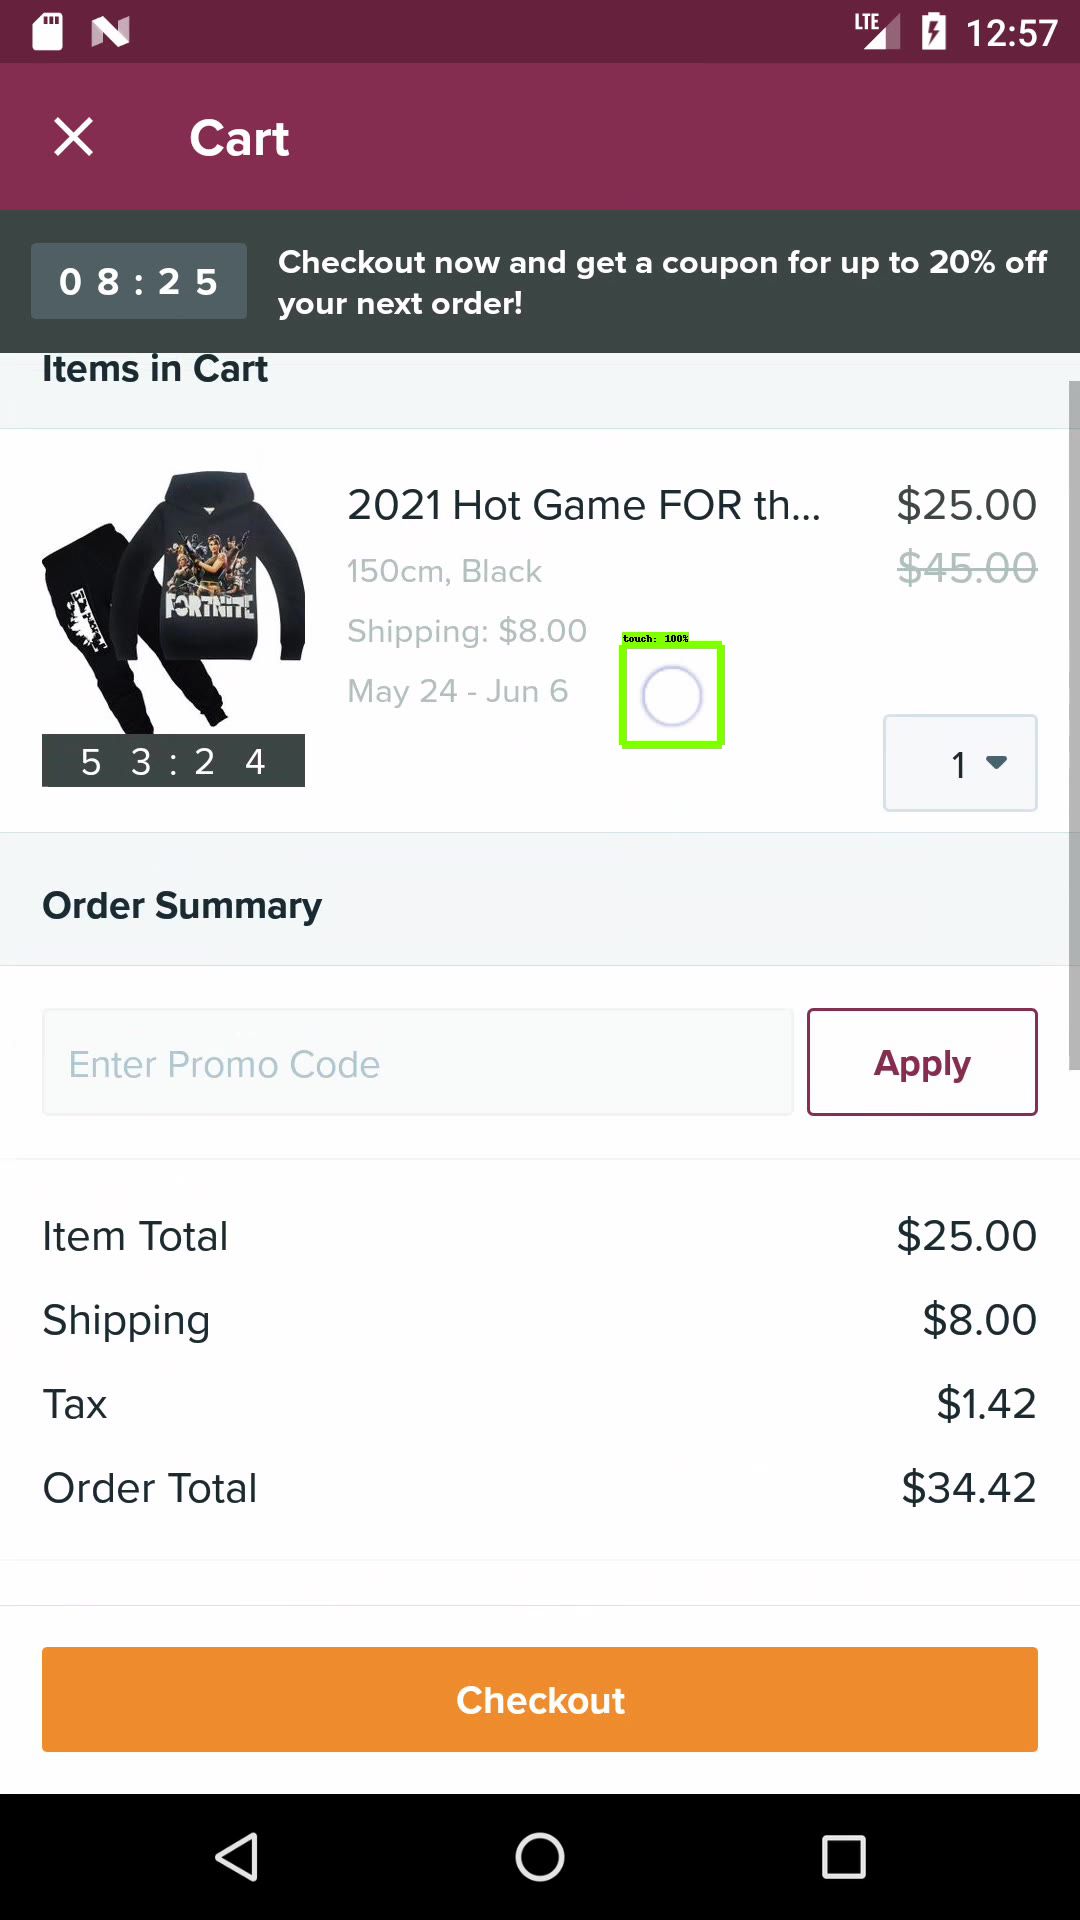 LTE 12:57
Cart
08:25
Checkout now and get a coupon for up to 20% off
your next order!
Items in Cart
2021 Hot Game FOR th... $25.00
150cm, Black $45.00
FORTNITE
Shipping: $8.00
touch: 100%
May 24 - Jun 6
53:24
1
Order Summary
Enter Promo Code
Apply
Item Total $25.00
Shipping $8.00
Tax $1.42
Order Total $34.42
Checkout